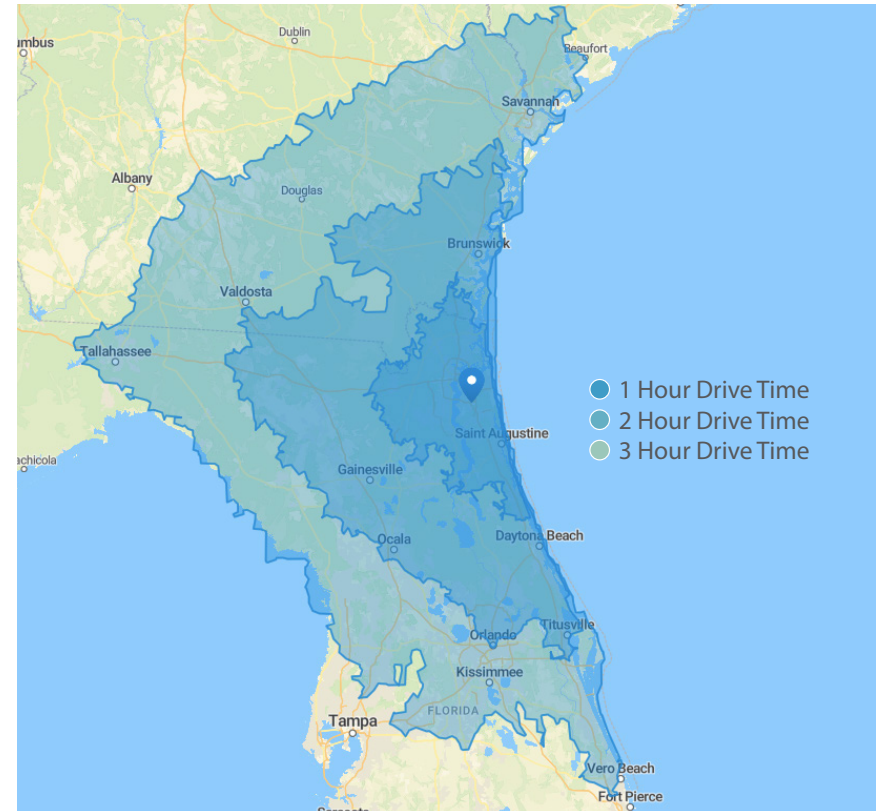 Dublin
umbus
Beaufort
Savannah
Albany
Douglas
Brunswick
Valdosta
Tallahassee
1 Hour Drive Time
2 Hour Drive Time
Saint Augustine
3 Hour Drive Time
achicola
Gainesville
Ocala
Daytona Beach
Titusville
Orlando
Kissimmee
FLORIDA
Tampa
Vero Beach
Fort Pierce